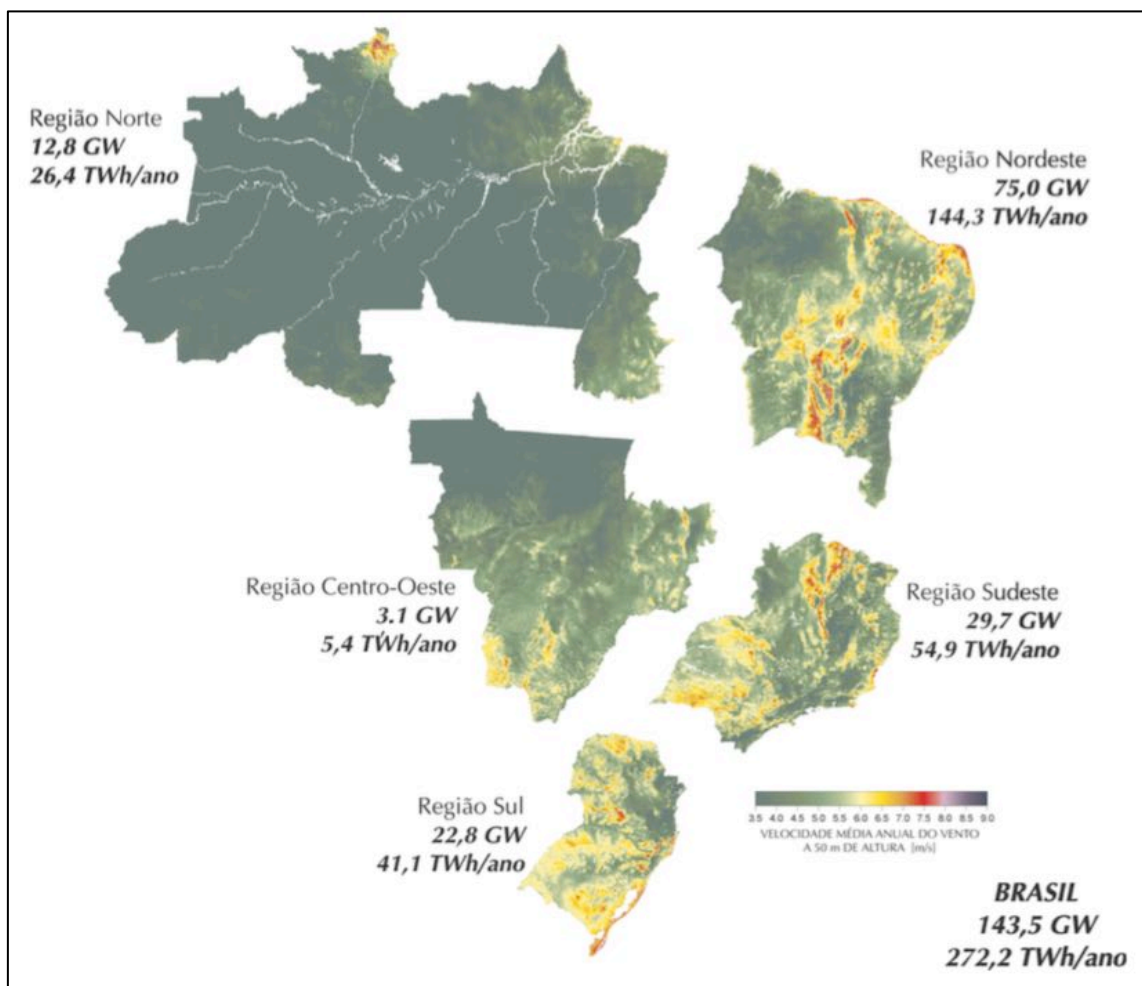 Região Norte
12,8 GW
26,4 TWh/ano
Região Nordeste
75,0 GW
144,3 TWh/ano
Região Centro-Oeste
3.1 GW
5,4 TWh/ano
Região Sudeste
29,7 GW
54,9 TWh/ano
Região Sul
22,8 GW
41,1 TWh/ano
3.5 4.0 4.5 5.0 5.5 6.0 6.5 7.0 7.5 8.0 8.5 9.0
VELOCIDADE MÉDIA ANUAL DO VENTO
A 50 m DE ALTURA [m/s]
BRASIL
143,5 GW
272,2 TWh/ano